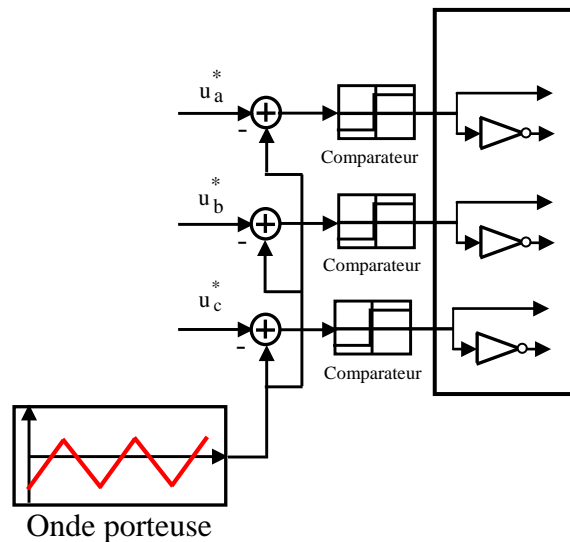 u*a
-
Comparateur
u*b
-
Comparateur
u*c
-
Comparateur
Onde porteuse